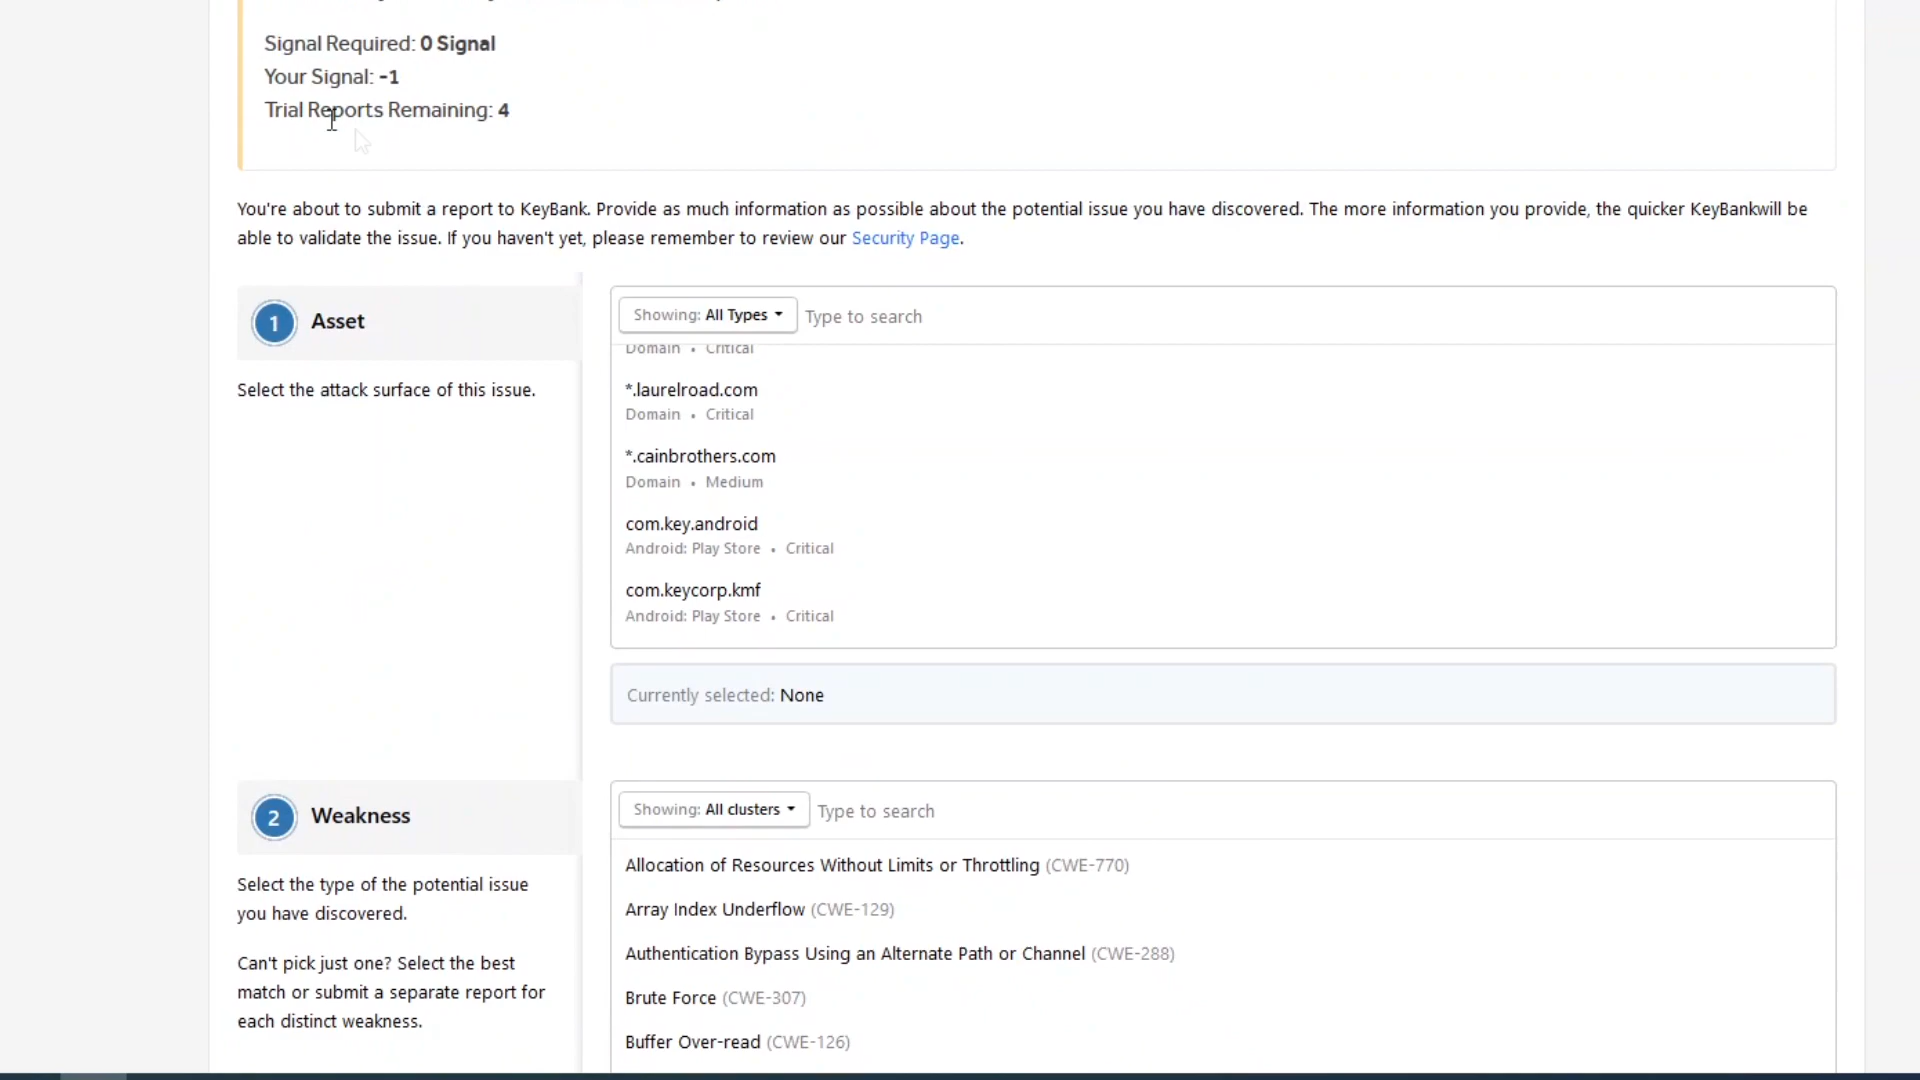 Signal Required: 0 Signal
Your Signal: -1
Trial Reports Remaining: 4
You're about to submit a report to KeyBank. Provide as much information as possible about the potential issue you have discovered. The more information you provide, the quicker KeyBankwill be
able to validate the issue. If you haven't yet, please remember to review our Security Page.
1 Asset
Select the attack surface of this issue.
Showing: All Types Type to search
Domain • Critical
*.laurelroad.com
Domain • Critical
*.cainbrothers.com
Domain • Medium
com.key.android
Android: Play Store • Critical
com.keycorp.kmf
Android: Play Store • Critical
Currently selected: None
2 Weakness
Select the type of the potential issue
you have discovered.
Can't pick just one? Select the best
match or submit a separate report for
each distinct weakness.
Showing: All clusters Type to search
Allocation of Resources Without Limits or Throttling (CWE-770)
Array Index Underflow (CWE-129)
Authentication Bypass Using an Alternate Path or Channel (CWE-288)
Brute Force (CWE-307)
Buffer Over-read (CWE-126)